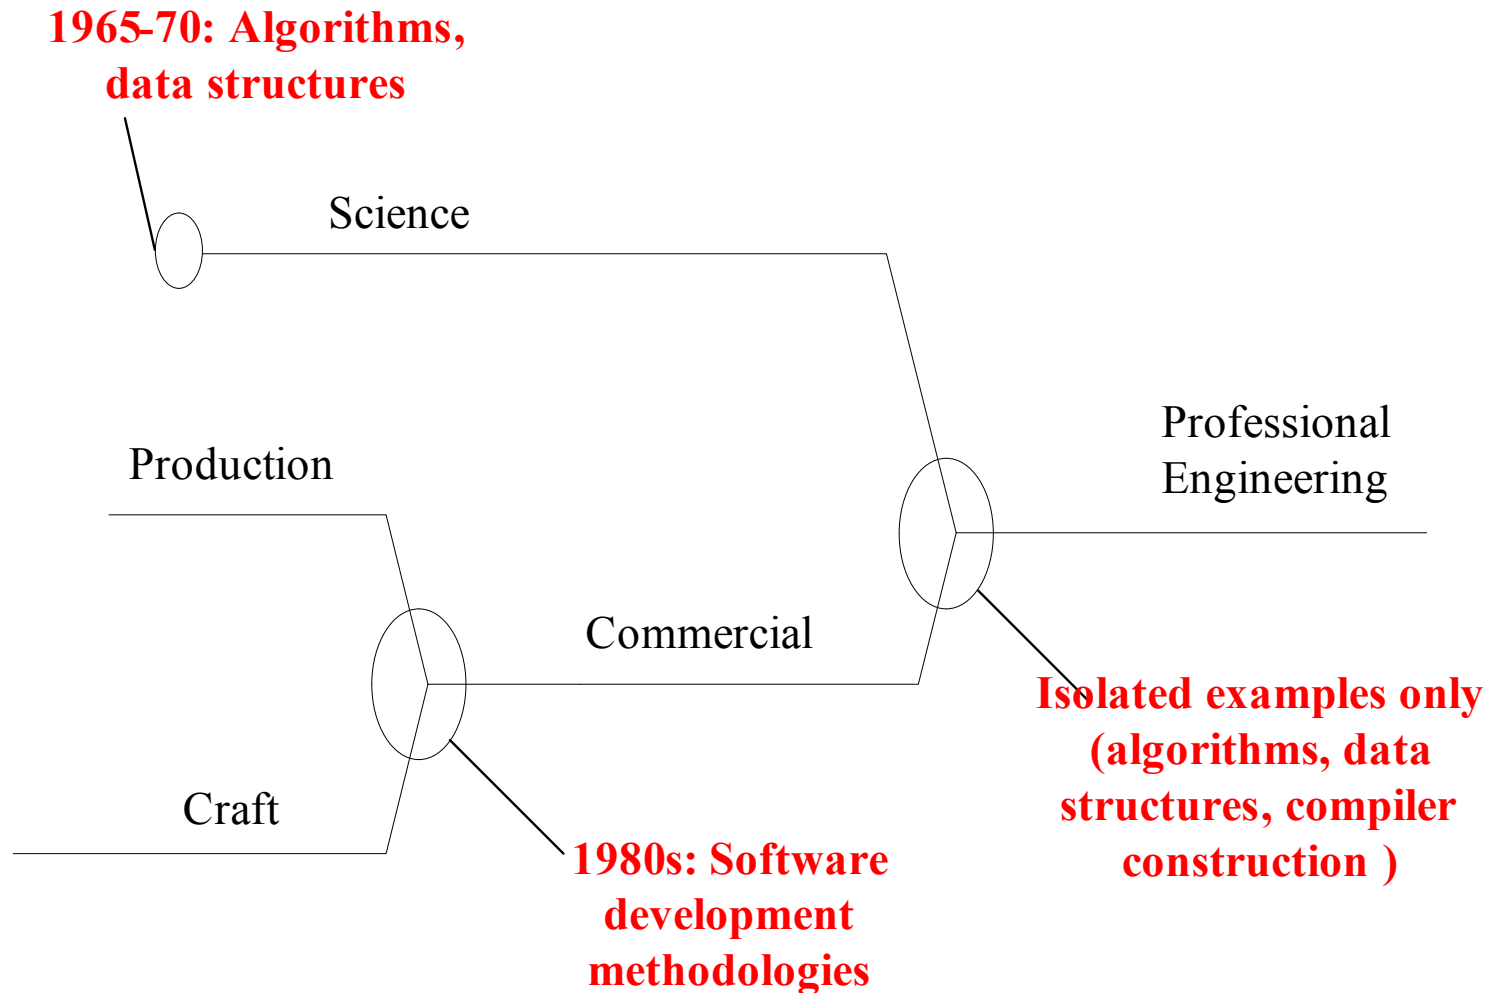 1965-70: Algorithms,
data structures
Science
Production
Professional
Engineering
Commercial
Craft
Isolated examples only
(algorithms, data
structures, compiler
construction )
1980s: Software
development
methodologies